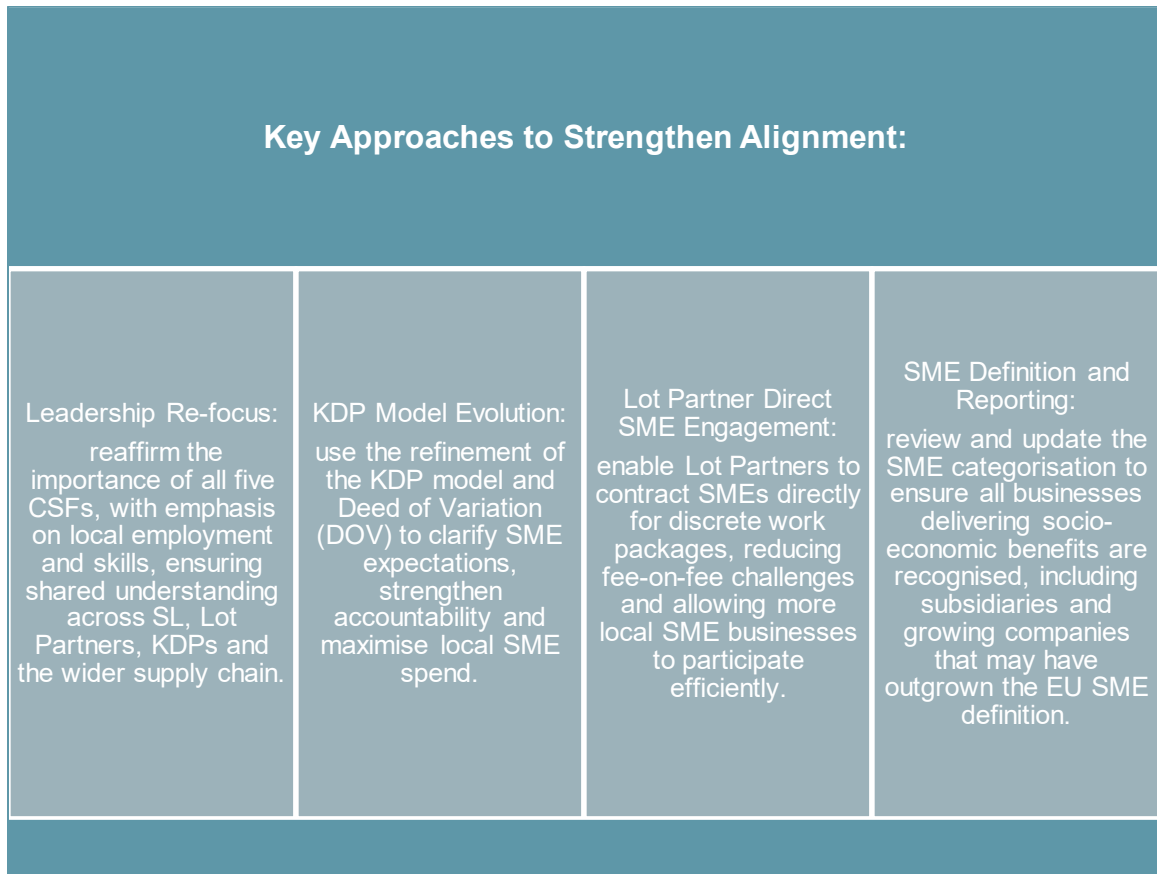 Key Approaches to Strengthen Alignment:
Leadership Re-focus:
reaffirm the
importance of all five
CSFs, with emphasis
on local employment
and skills, ensuring
shared understanding
across SL, Lot
Partners, KDPs and
the wider supply chain.
KDP Model Evolution:
use the refinement of
the KDP model and
Deed of Variation
(DOV) to clarify SME
expectations,
strengthen
accountability and
maximise local SME
spend.
Lot Partner Direct
SME Engagement:
enable Lot Partners to
contract SMEs directly
for discrete work
packages, reducing
fee-on-fee challenges
and allowing more
local SME businesses
to participate
efficiently.
SME Definition and
Reporting:
review and update the
SME categorisation to
ensure all businesses
delivering socio-
economic benefits are
recognised, including
subsidiaries and
growing companies
that may have
outgrown the EU SME
definition.